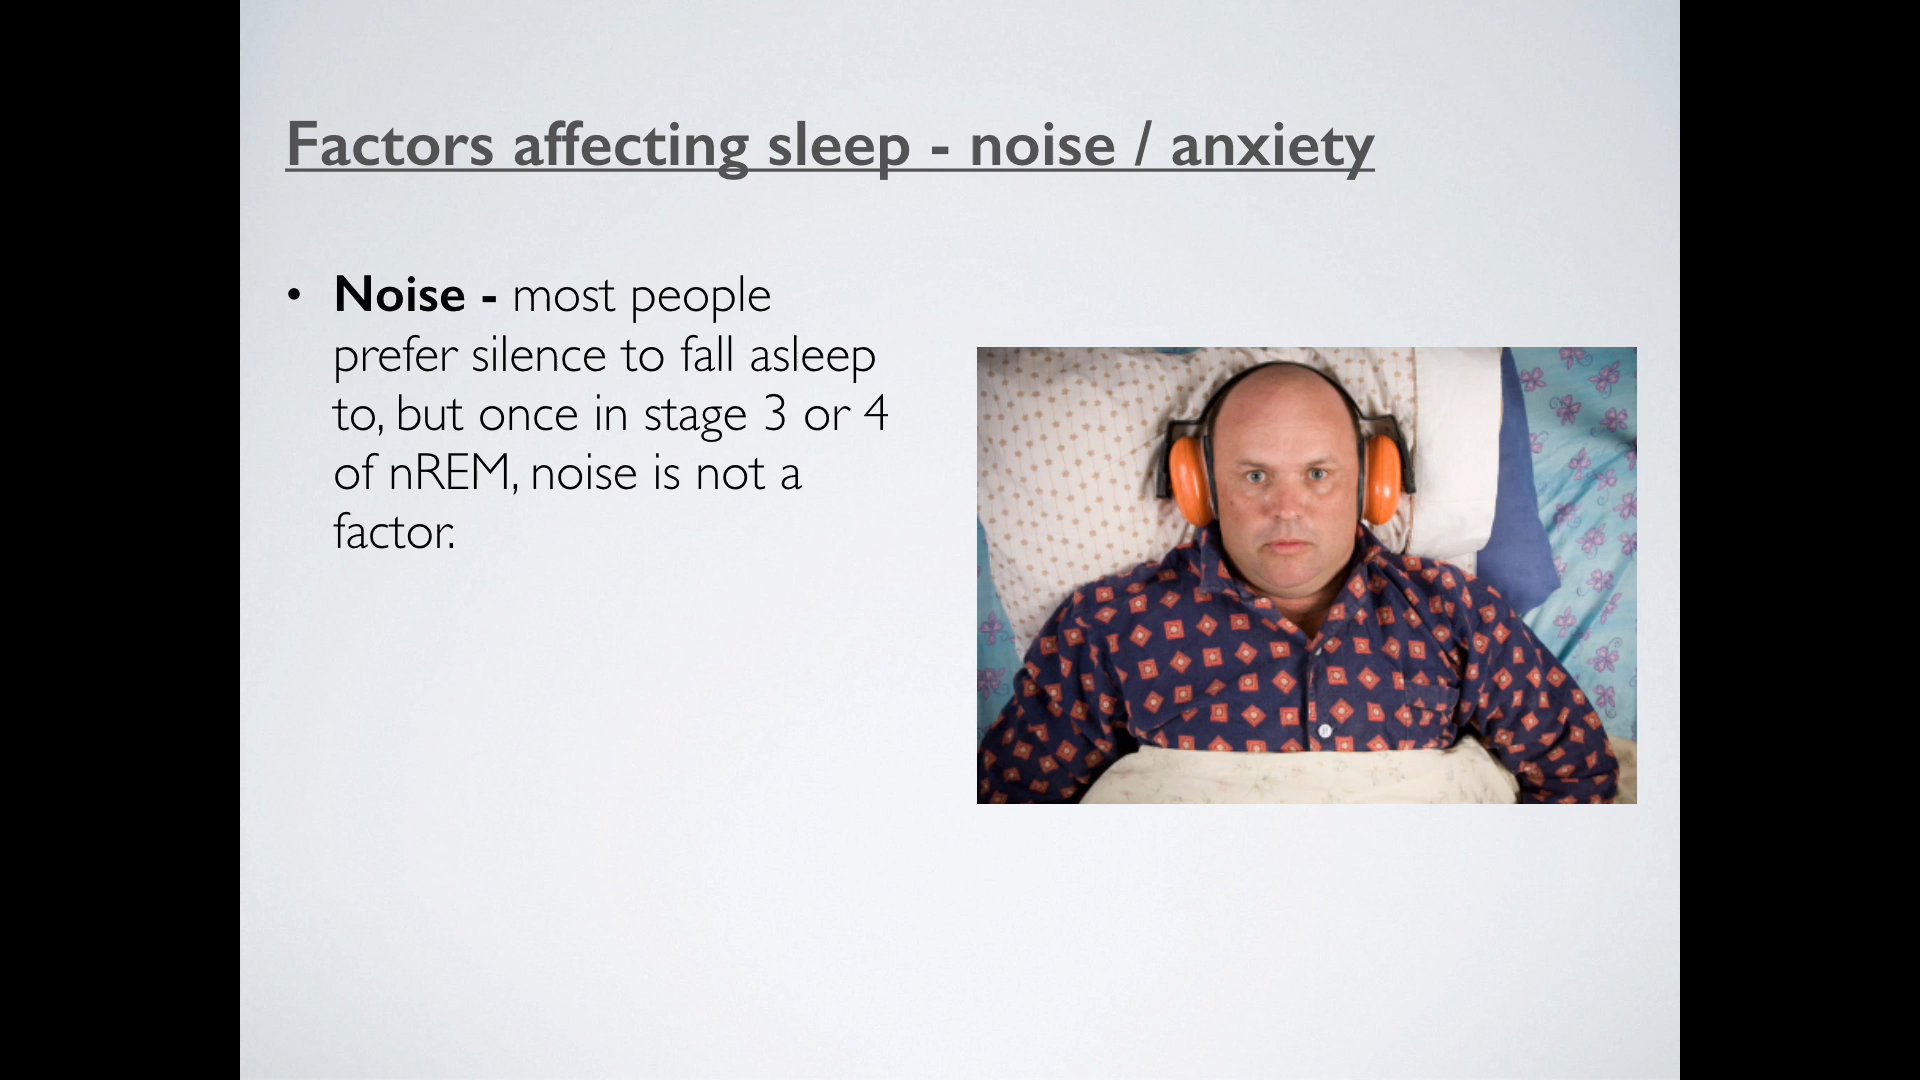 Factors affecting sleep - noise / anxiety
• Noise - most people
prefer silence to fall asleep
to, but once in stage 3 or 4
of nREM, noise is not a
factor.